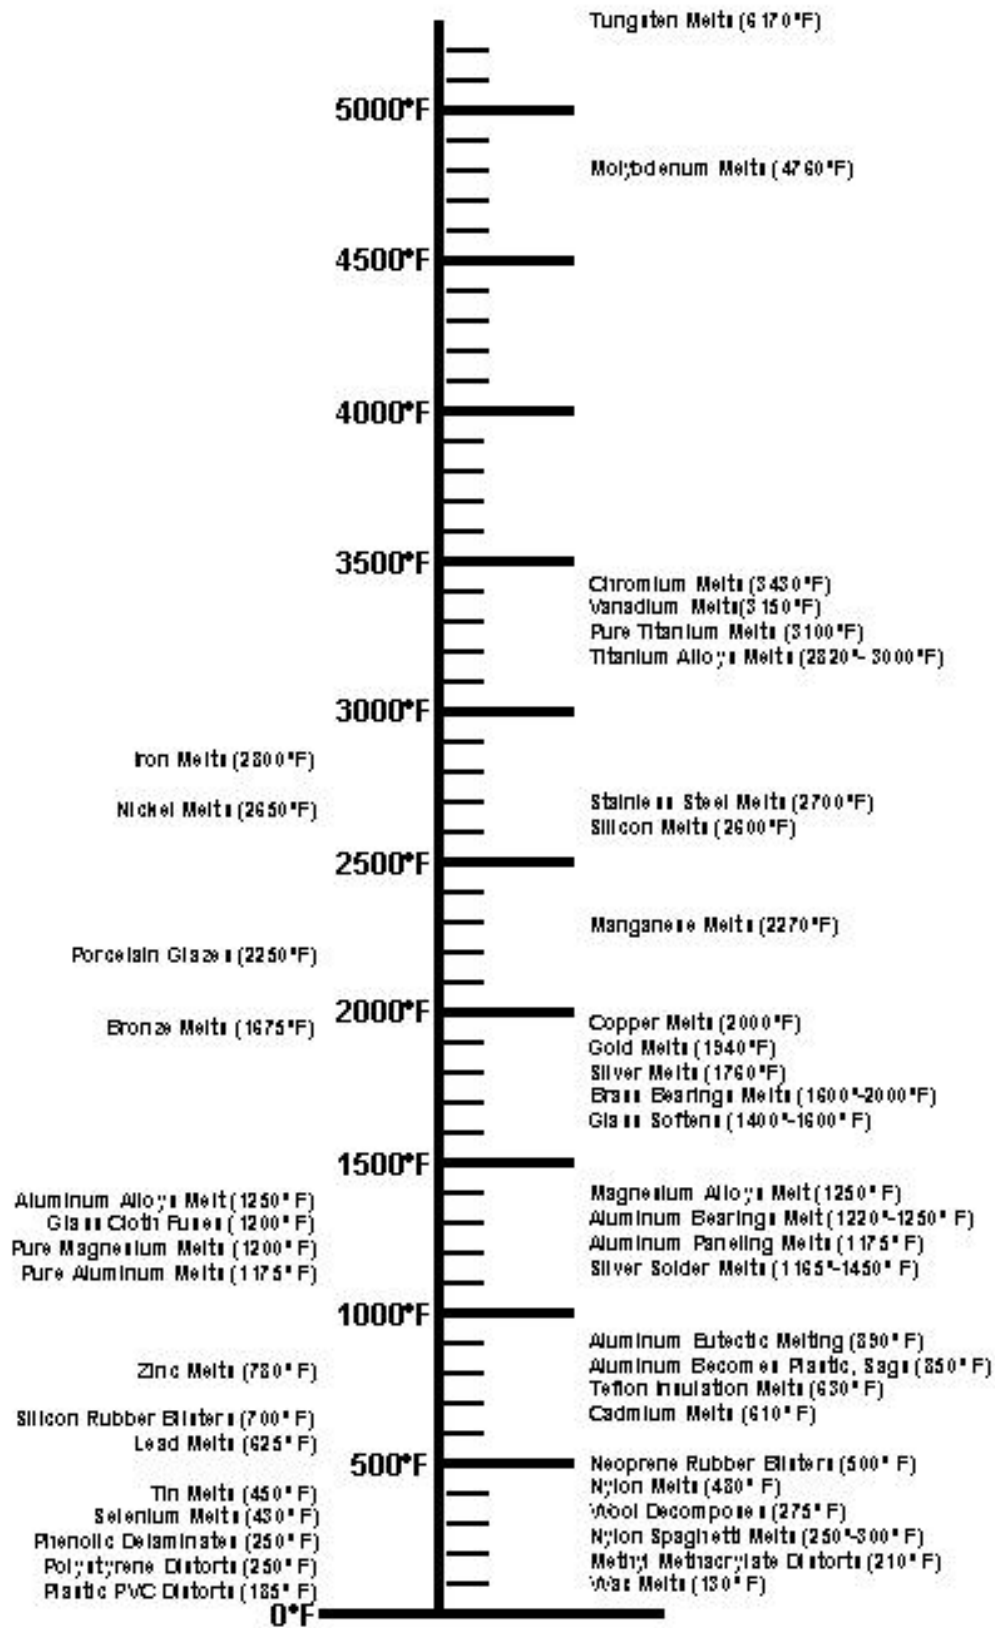 Tungsten Melts (6170°F)
5000°F
Molybdenum Melts (4760°F)
4500°F
4000°F
3500°F
Chromium Melts (3430°F)
Vanadium Melts(3150°F)
Pure Titanium Melts (3100°F)
Titanium Alloys Melts (2820°- 3000°F)
3000°F
Iron Melts (2800°F)
Nickel Melts (2650°F)
Stainless Steel Melts (2700°F)
Silicon Melts (2600°F)
2500°F
Manganese Melts (2270°F)
Porcelain Glazes (2250°F)
2000°F
Bronze Melts (1675°F)
Copper Melts (2000°F)
Gold Melts (1940°F)
Silver Melts (1760°F)
Brass Bearings Melts (1600°-2000°F)
Glass Softens (1400°-1600° F)
1500°F
Aluminum Alloys Melt (1250° F)
Glass Cloth Fuses (1200° F)
Pure Magnesium Melts (1200° F)
Pure Aluminum Melts (1175° F)
Magnesium Alloys Melt (1250° F)
Aluminum Bearings Melt (1220°-1250° F)
Aluminum Paneling Melts (1175° F)
Silver Solder Melts (1165°-1450° F)
1000°F
Zinc Melts (780° F)
Silicon Rubber Blisters (700° F)
Lead Melts (625° F)
Aluminum Eutectic Melting (890° F)
Aluminum Becomes Plastic, Sags (850° F)
Teflon Insulation Melts (630° F)
Cadmium Melts (610° F)
500°F
Tin Melts (450° F)
Selenium Melts (430° F)
Phenolic Delaminates (250° F)
Polystyrene Distorts (250° F)
Plastic PVC Distorts (185° F)
Neoprene Rubber Blisters (500° F)
Nylon Melts (480° F)
Wool Decomposes (275° F)
Nylon Spaghetti Melts (250°-300° F)
Methyl Methacrylate Distorts (210° F)
Wax Melts (130° F)
0°F